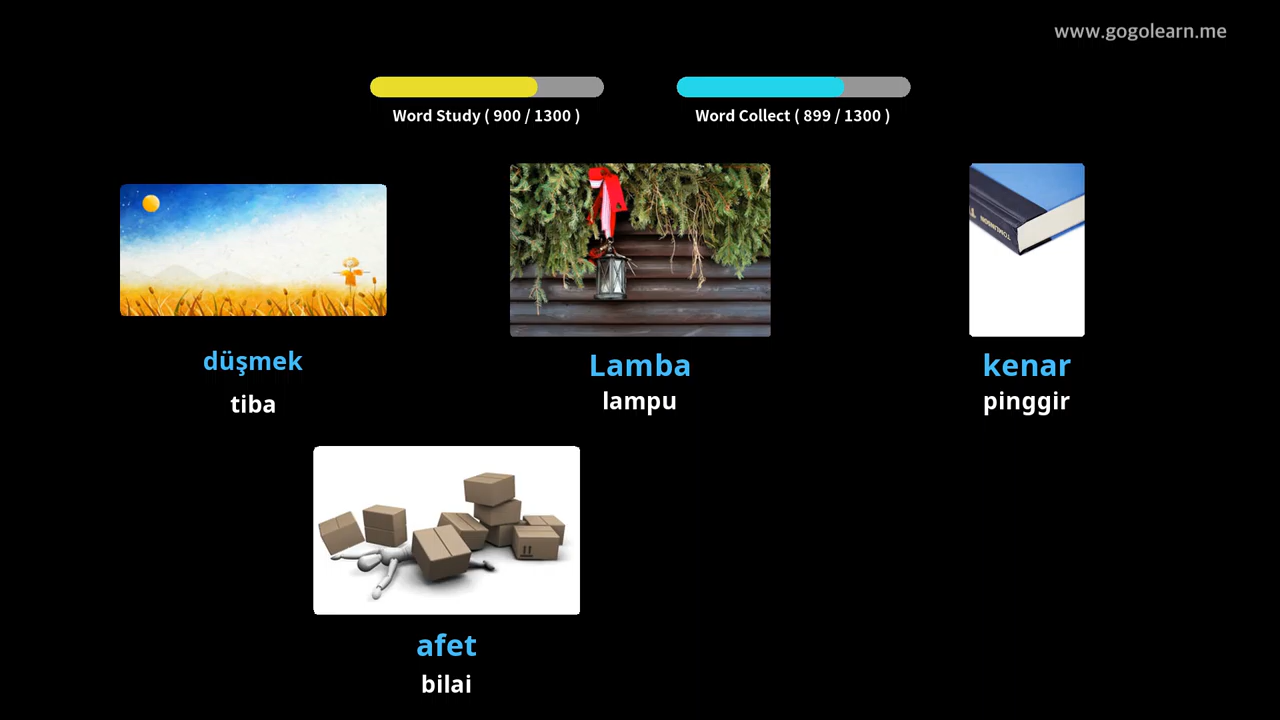 www.gogolearn.me
Word Study ( 900 / 1300 )
Word Collect ( 899 / 1300 )
TOMLINSON
düşmek
tiba
Lamba
lampu
kenar
pinggir
afet
bilai